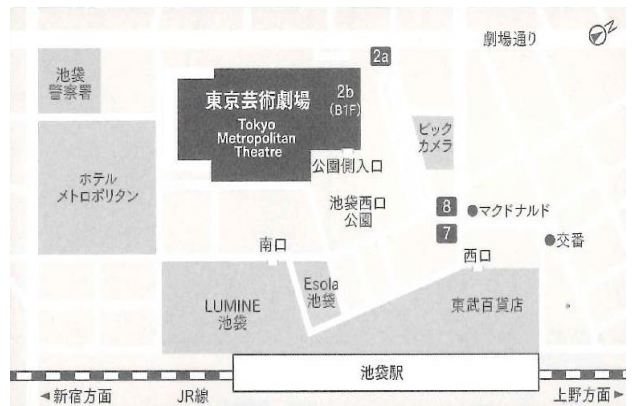 劇場通り
N
2a
池袋
警察署
東京芸術劇場
Tokyo
Metropolitan
Theatre
2b
(B1F)
ビック
カメラ
公園側入口
ホテル
メトロポリタン
池袋西口
公園
8
マクドナルド
7
交番
南口
西口
Esola
池袋
LUMINE
池袋
東武百貨店
池袋駅
◄新宿方面
JR線
上野方面►